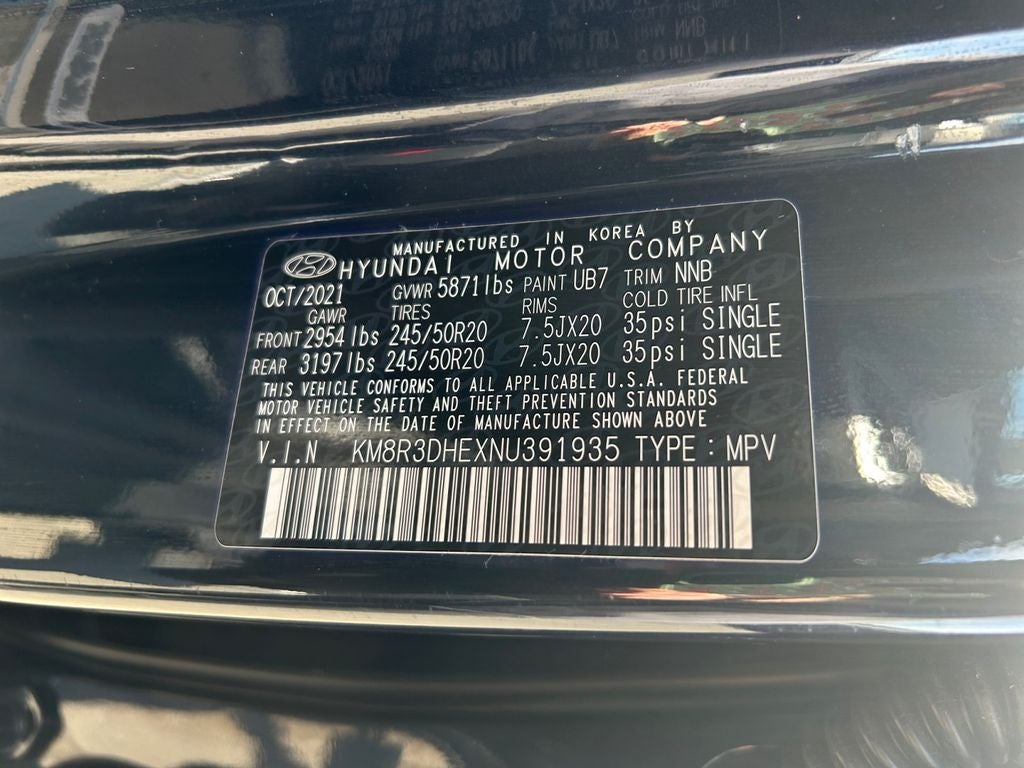 MANUFACTURED IN KOREA BY
HYUNDAI MOTOR COMPANY
OCT/2021 GVWR 5871lbs PAINT UB7 TRIM NNB
GAWR TIRES RIMS COLD TIRE INFL
FRONT 2954lbs 245/50R20 7.5JX20 35psi SINGLE
REAR 3197lbs 245/50R20 7.5JX20 35psi SINGLE
THIS VEHICLE CONFORMS TO ALL APPLICABLE U.S.A. FEDERAL
MOTOR VEHICLE SAFETY AND THEFT PREVENTION STANDARDS
IN EFFECT ON THE DATE OF MANUFACTURE SHOWN ABOVE
V.I.N KM8R3DHEXNU391935 TYPE : MPV